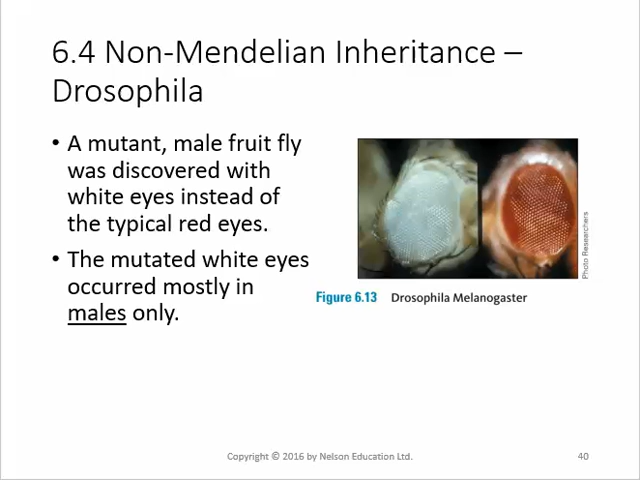 6.4 Non-Mendelian Inheritance –
Drosophila
• A mutant, male fruit fly
was discovered with
white eyes instead of
the typical red eyes.
• The mutated white eyes
occurred mostly in
males only.
Photo Researchers
Figure 6.13 Drosophila Melanogaster
Copyright © 2016 by Nelson Education Ltd.
40